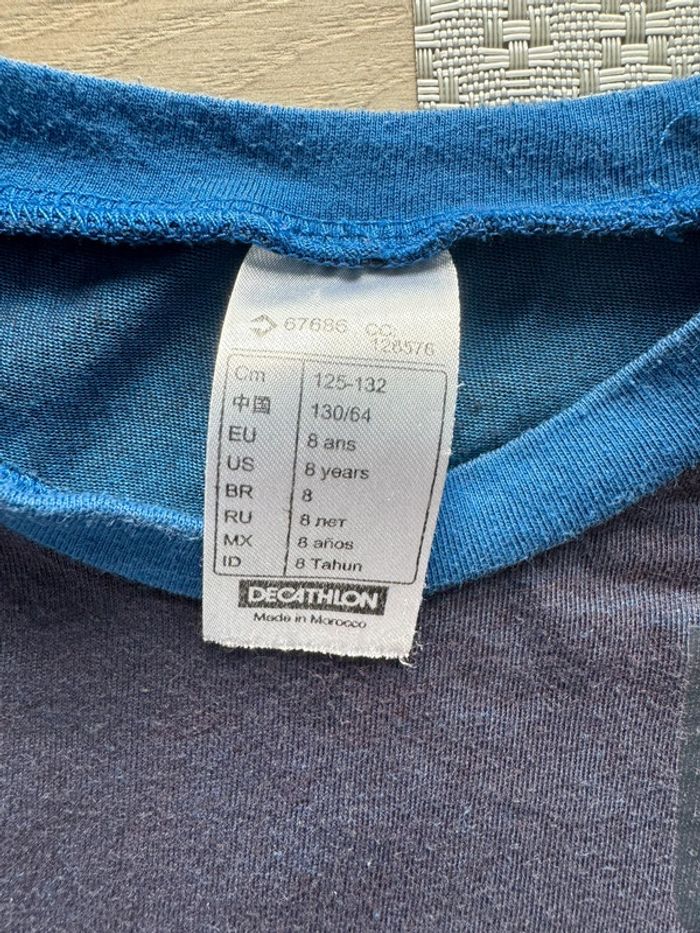 67686 CC:
128576
Cm 125-132
中国 130/64
EU 8 ans
US 8 years
BR 8
RU 8 лет
MX 8 años
ID 8 Tahun
DECATHLON
Made in Morocco